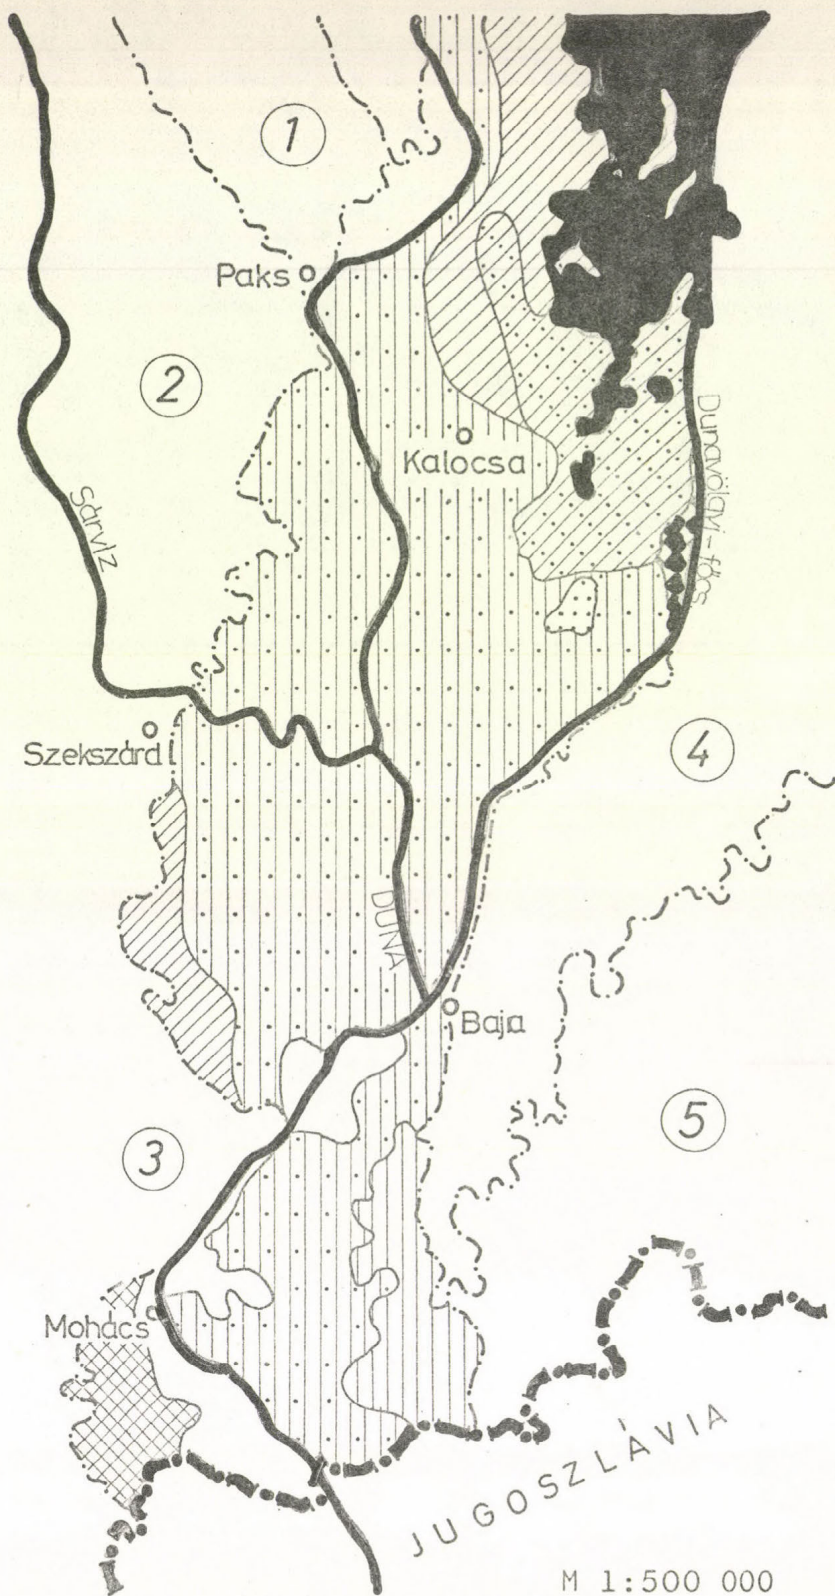 1
Paks
2
Kalocsa
Dunavölgyi-főcs.
Sárvíz
Szekszárd
4
DUNA
Baja
5
3
Mohács
JUGOSZLÁVIA
M 1:500 000